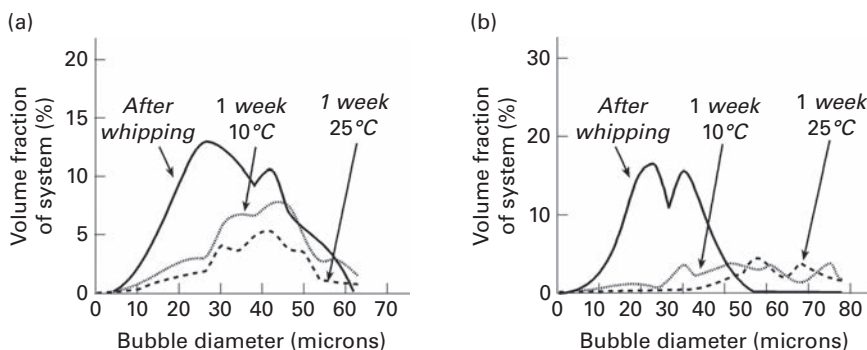 (a)
20
15
10
5
0
Volume fraction
of system (%)
After
whipping
1 week
10°C
1 week
25°C
0 10 20 30 40 50 60 70
Bubble diameter (microns)
(b)
30
20
10
0
Volume fraction
of system (%)
After
whipping
1 week
10°C
1 week
25°C
0 10 20 30 40 50 60 70 80
Bubble diameter (microns)